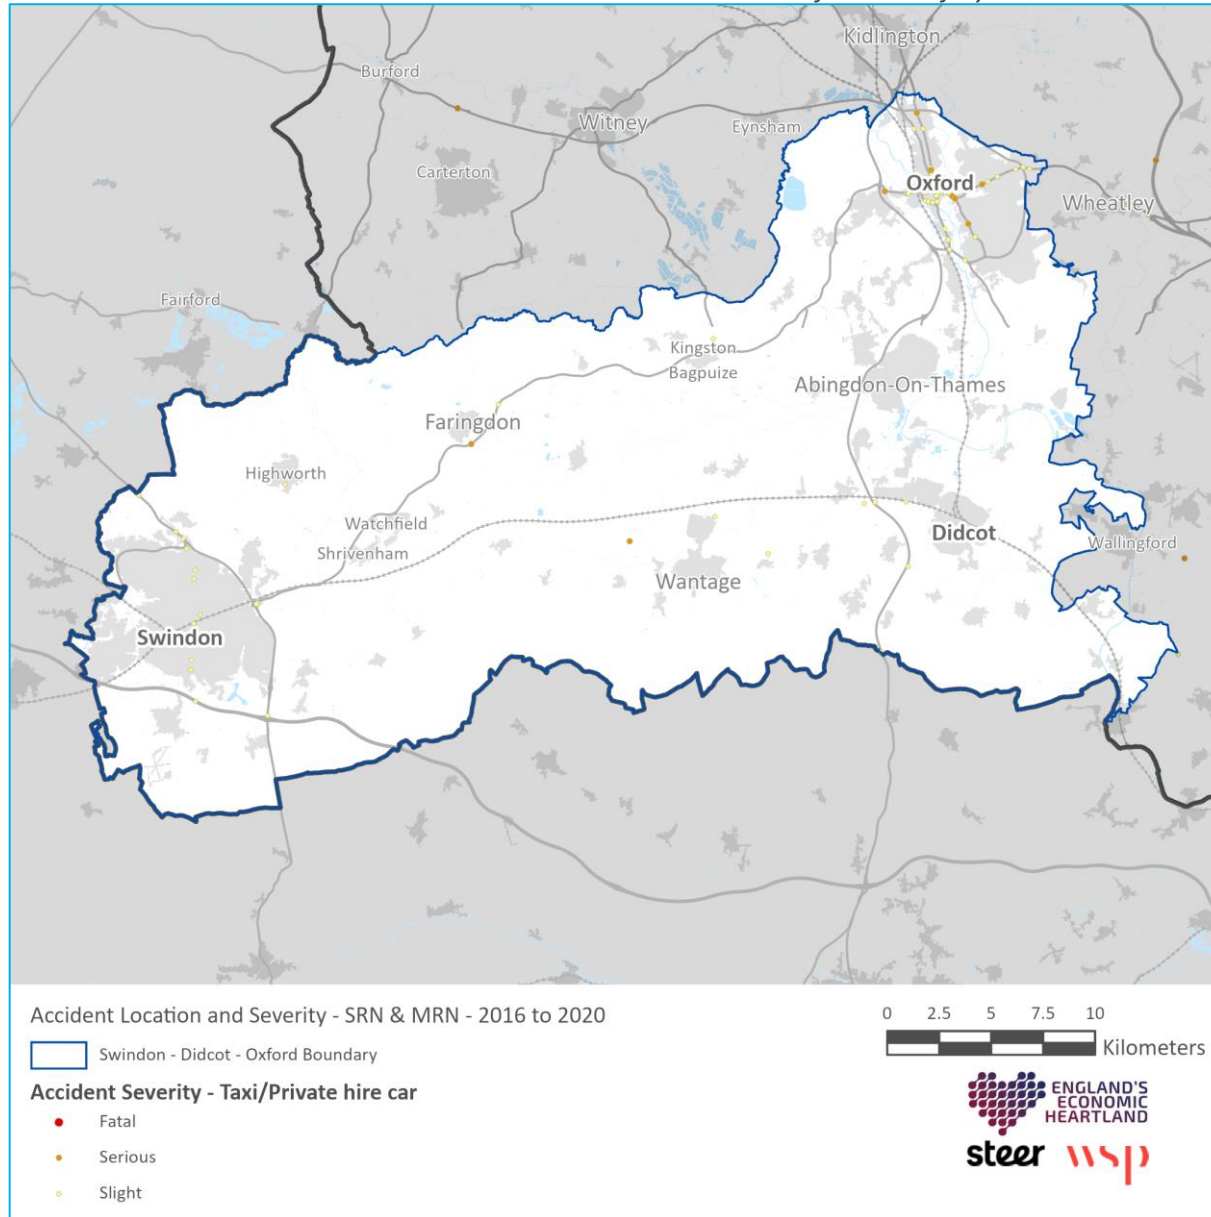 Kidlington
Burford
Witney
Eynsham
Carterton
Oxford
Wheatley
Fairford
Kingston
Bagpuize
Abingdon-On-Thames
Faringdon
Highworth
Watchfield
Shrivenham
Didcot
Wallingford
Wantage
Swindon
Accident Location and Severity - SRN & MRN - 2016 to 2020
Swindon - Didcot - Oxford Boundary
Accident Severity - Taxi/Private hire car
Fatal
Serious
Slight
0 2.5 5 7.5 10
Kilometers
ENGLAND'S
ECONOMIC
HEARTLAND
steer wsp